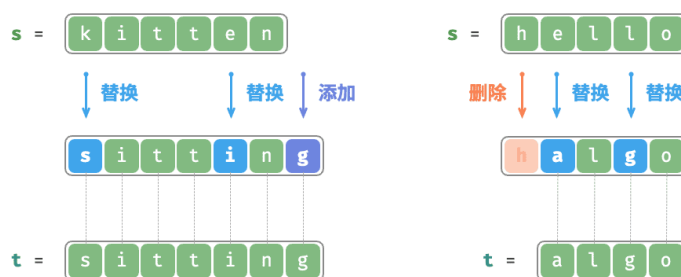 s = k i t t e n
s = h e l l o
替换 替换 添加
删除 替换 替换
s i t t i n g
h a l g o
t = s i t t i n g
t = a l g o